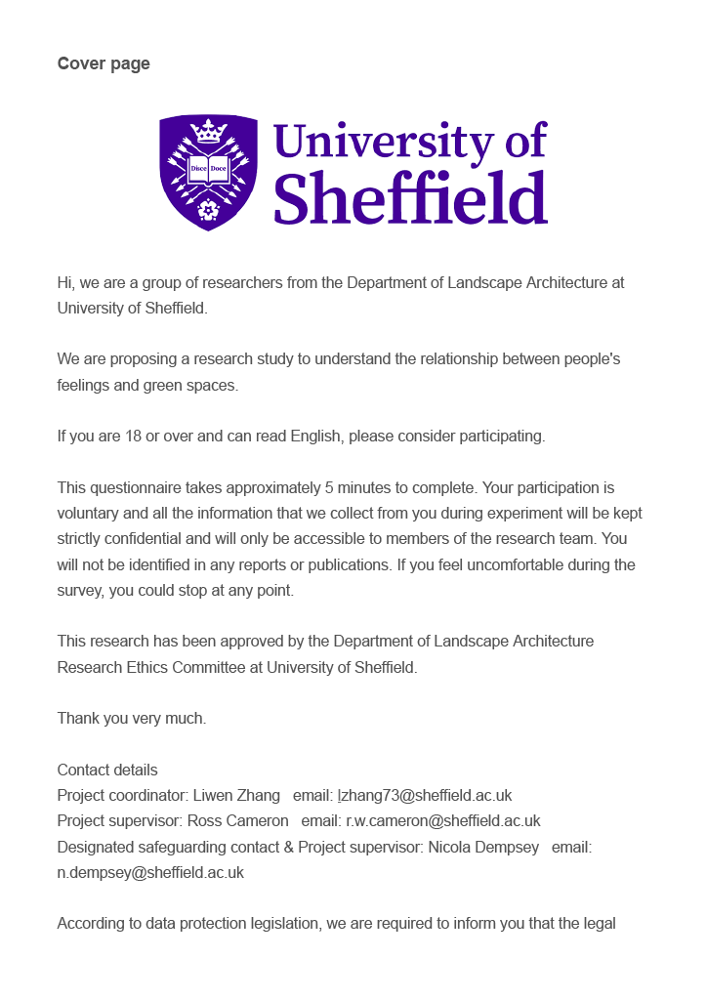 Cover page
Disce Doce
University of
Sheffield
Hi, we are a group of researchers from the Department of Landscape Architecture at
University of Sheffield.
We are proposing a research study to understand the relationship between people's
feelings and green spaces.
If you are 18 or over and can read English, please consider participating.
This questionnaire takes approximately 5 minutes to complete. Your participation is
voluntary and all the information that we collect from you during experiment will be kept
strictly confidential and will only be accessible to members of the research team. You
will not be identified in any reports or publications. If you feel uncomfortable during the
survey, you could stop at any point.
This research has been approved by the Department of Landscape Architecture
Research Ethics Committee at University of Sheffield.
Thank you very much.
Contact details
Project coordinator: Liwen Zhang   email: lzhang73@sheffield.ac.uk
Project supervisor: Ross Cameron   email: r.w.cameron@sheffield.ac.uk
Designated safeguarding contact & Project supervisor: Nicola Dempsey   email:
n.dempsey@sheffield.ac.uk
According to data protection legislation, we are required to inform you that the legal